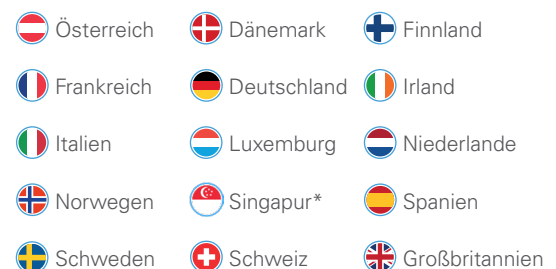 Österreich Dänemark Finnland
Frankreich Deutschland Irland
Italien Luxemburg Niederlande
Norwegen Singapur* Spanien
Schweden Schweiz Großbritannien